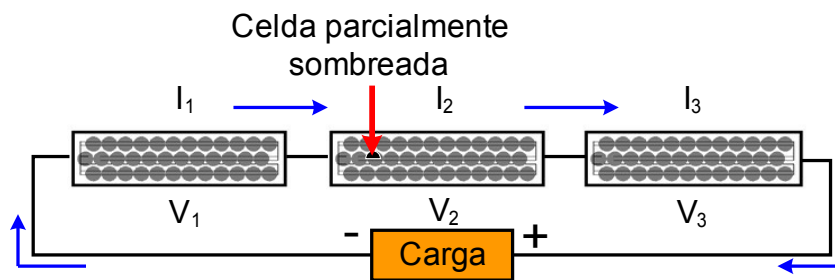 Celda parcialmente
sombreada
I₁ I₂ I₃
V₁ V₂ V₃
- Carga +